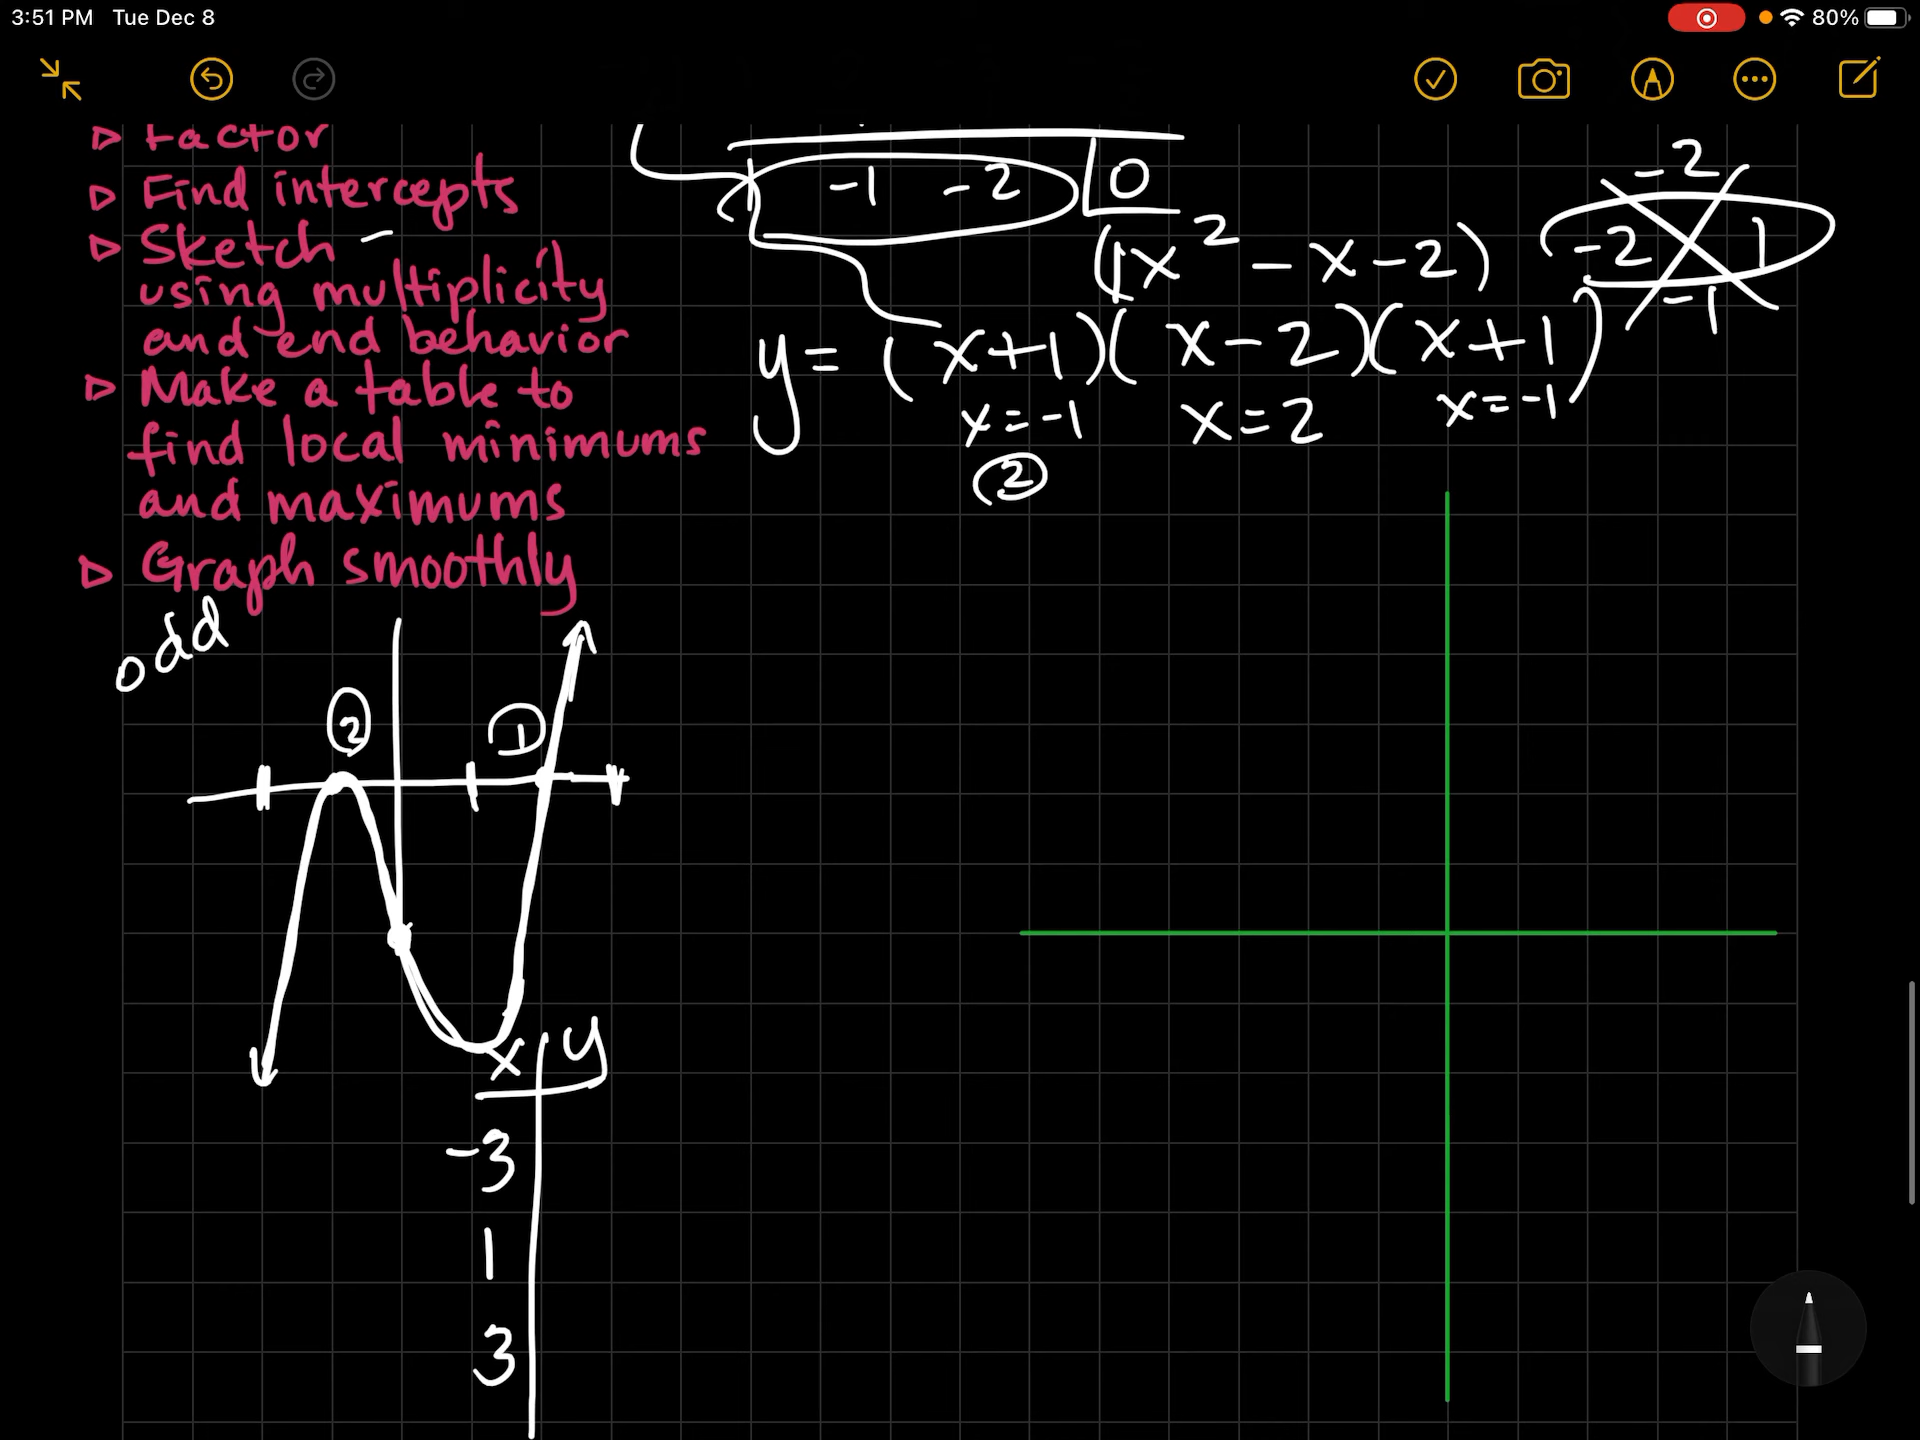 3:51 PM Tue Dec 8
80%
▷ Factor
▷ Find intercepts
▷ Sketch -
using multiplicity
and end behavior
▷ Make a table to
find local minimums
and maximums
▷ Graph smoothly
1 -1 -2 0
(1x² - x - 2)
-2
-2 1
-1
y = (x+1)(x-2)(x+1)
x=-1 x=2 x=-1
②
odd
② ①
x y
-3
1
3